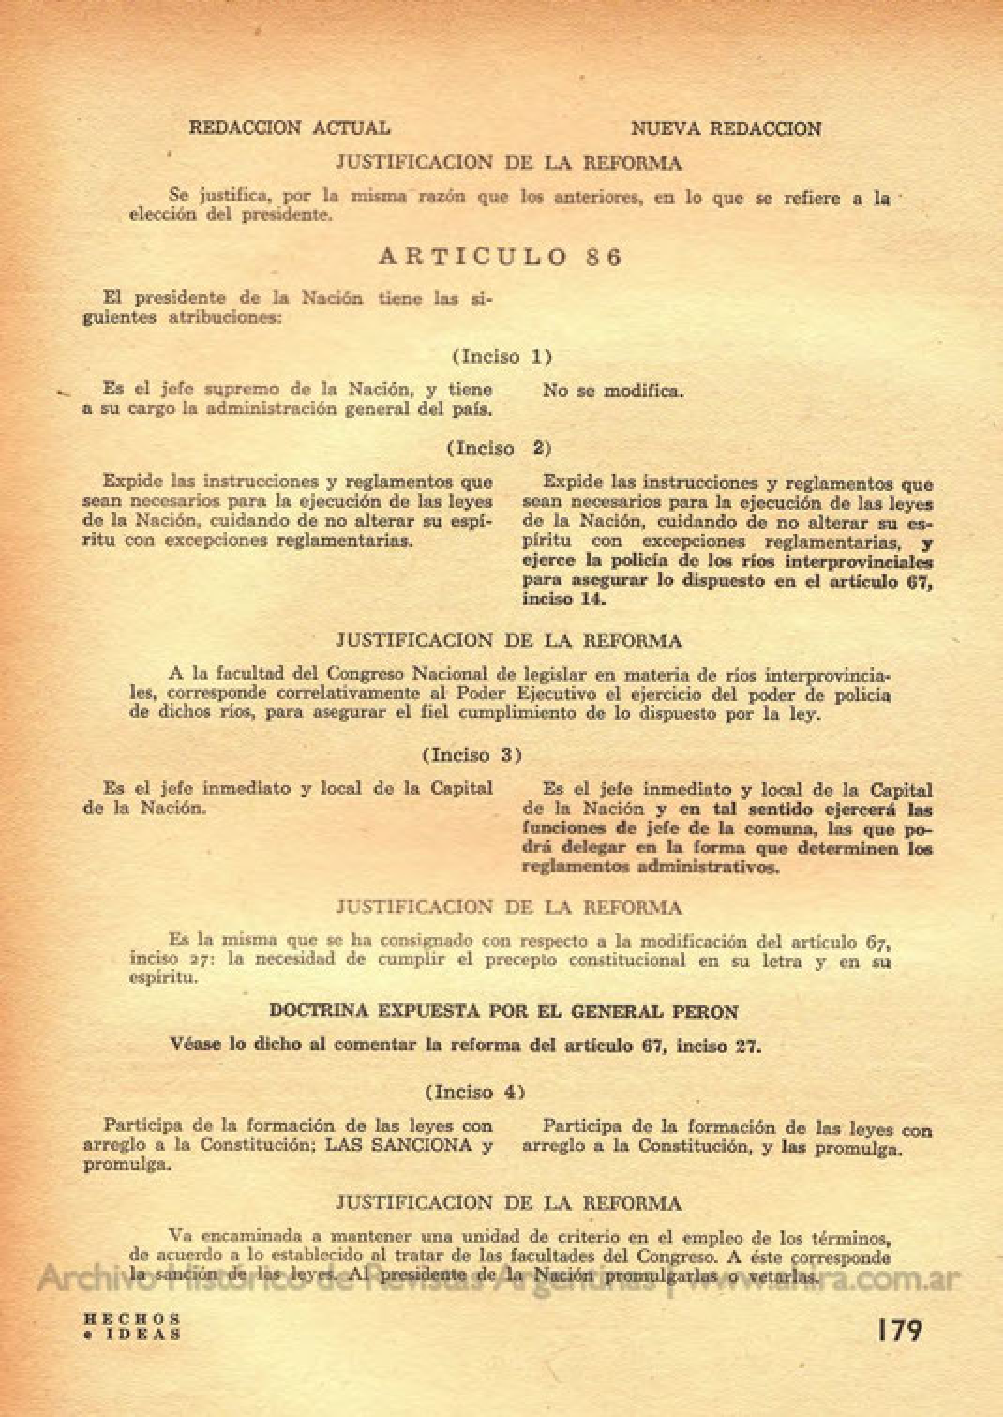 REDACCION ACTUAL
NUEVA REDACCION
JUSTIFICACION DE LA REFORMA
Se justifica, por la misma razón que los anteriores, en lo que se refiere a la
elección del presidente.
ARTICULO 86
El presidente de la Nación tiene las si-
guientes atribuciones:
(Inciso 1)
Es el jefe supremo de la Nación, y tiene
a su cargo la administración general del país.
No se modifica.
(Inciso 2)
Expide las instrucciones y reglamentos que
sean necesarios para la ejecución de las leyes
de la Nación, cuidando de no alterar su espí-
ritu con excepciones reglamentarias.
Expide las instrucciones y reglamentos que
sean necesarios para la ejecución de las leyes
de la Nación, cuidando de no alterar su es-
píritu con excepciones reglamentarias, y
ejerce la policía de los ríos interprovinciales
para asegurar lo dispuesto en el artículo 67,
inciso 14.
JUSTIFICACION DE LA REFORMA
A la facultad del Congreso Nacional de legislar en materia de ríos interprovincia-
les, corresponde correlativamente al Poder Ejecutivo el ejercicio del poder de policía
de dichos ríos, para asegurar el fiel cumplimiento de lo dispuesto por la ley.
(Inciso 3)
Es el jefe inmediato y local de la Capital
de la Nación.
Es el jefe inmediato y local de la Capital
de la Nación y en tal sentido ejercerá las
funciones de jefe de la comuna, las que po-
drá delegar en la forma que determinen los
reglamentos administrativos.
JUSTIFICACION DE LA REFORMA
Es la misma que se ha consignado con respecto a la modificación del artículo 67,
inciso 27: la necesidad de cumplir el precepto constitucional en su letra y en su
espíritu.
DOCTRINA EXPUESTA POR EL GENERAL PERON
Véase lo dicho al comentar la reforma del artículo 67, inciso 27.
(Inciso 4)
Participa de la formación de las leyes con
arreglo a la Constitución; LAS SANCIONA y
promulga.
Participa de la formación de las leyes con
arreglo a la Constitución, y las promulga.
JUSTIFICACION DE LA REFORMA
Va encaminada a mantener una unidad de criterio en el empleo de los términos,
de acuerdo a lo establecido al tratar de las facultades del Congreso. A éste corresponde
la sanción de las leyes. Al presidente de la Nación promulgarlas o vetarlas.
Archivo Histórico de Revistas Argentinas | www.ahira.com.ar
HECHOS
e IDEAS
179